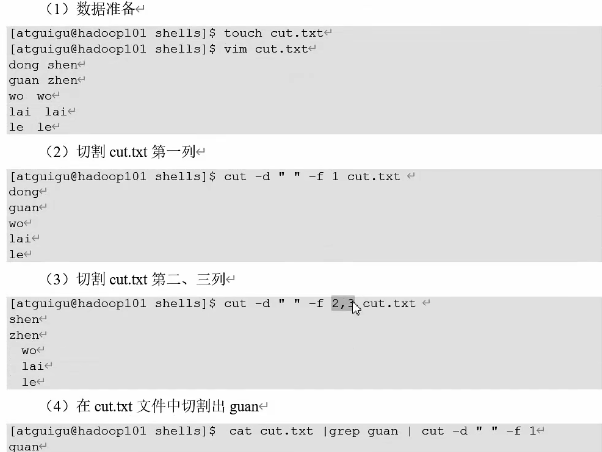 （1）数据准备↵
[atguigu@hadoop101 shells]$ touch cut.txt↵
[atguigu@hadoop101 shells]$ vim cut.txt↵
dong shen↵
guan zhen↵
wo  wo↵
lai  lai↵
le  le↵
（2）切割 cut.txt 第一列↵
[atguigu@hadoop101 shells]$ cut -d " " -f 1 cut.txt ↵
dong↵
guan↵
wo↵
lai↵
le↵
（3）切割 cut.txt 第二、三列↵
[atguigu@hadoop101 shells]$ cut -d " " -f 2,3 cut.txt ↵
shen↵
zhen↵
 wo↵
 lai↵
 le↵
（4）在 cut.txt 文件中切割出 guan↵
[atguigu@hadoop101 shells]$ cat cut.txt |grep guan | cut -d " " -f 1↵
guan↵